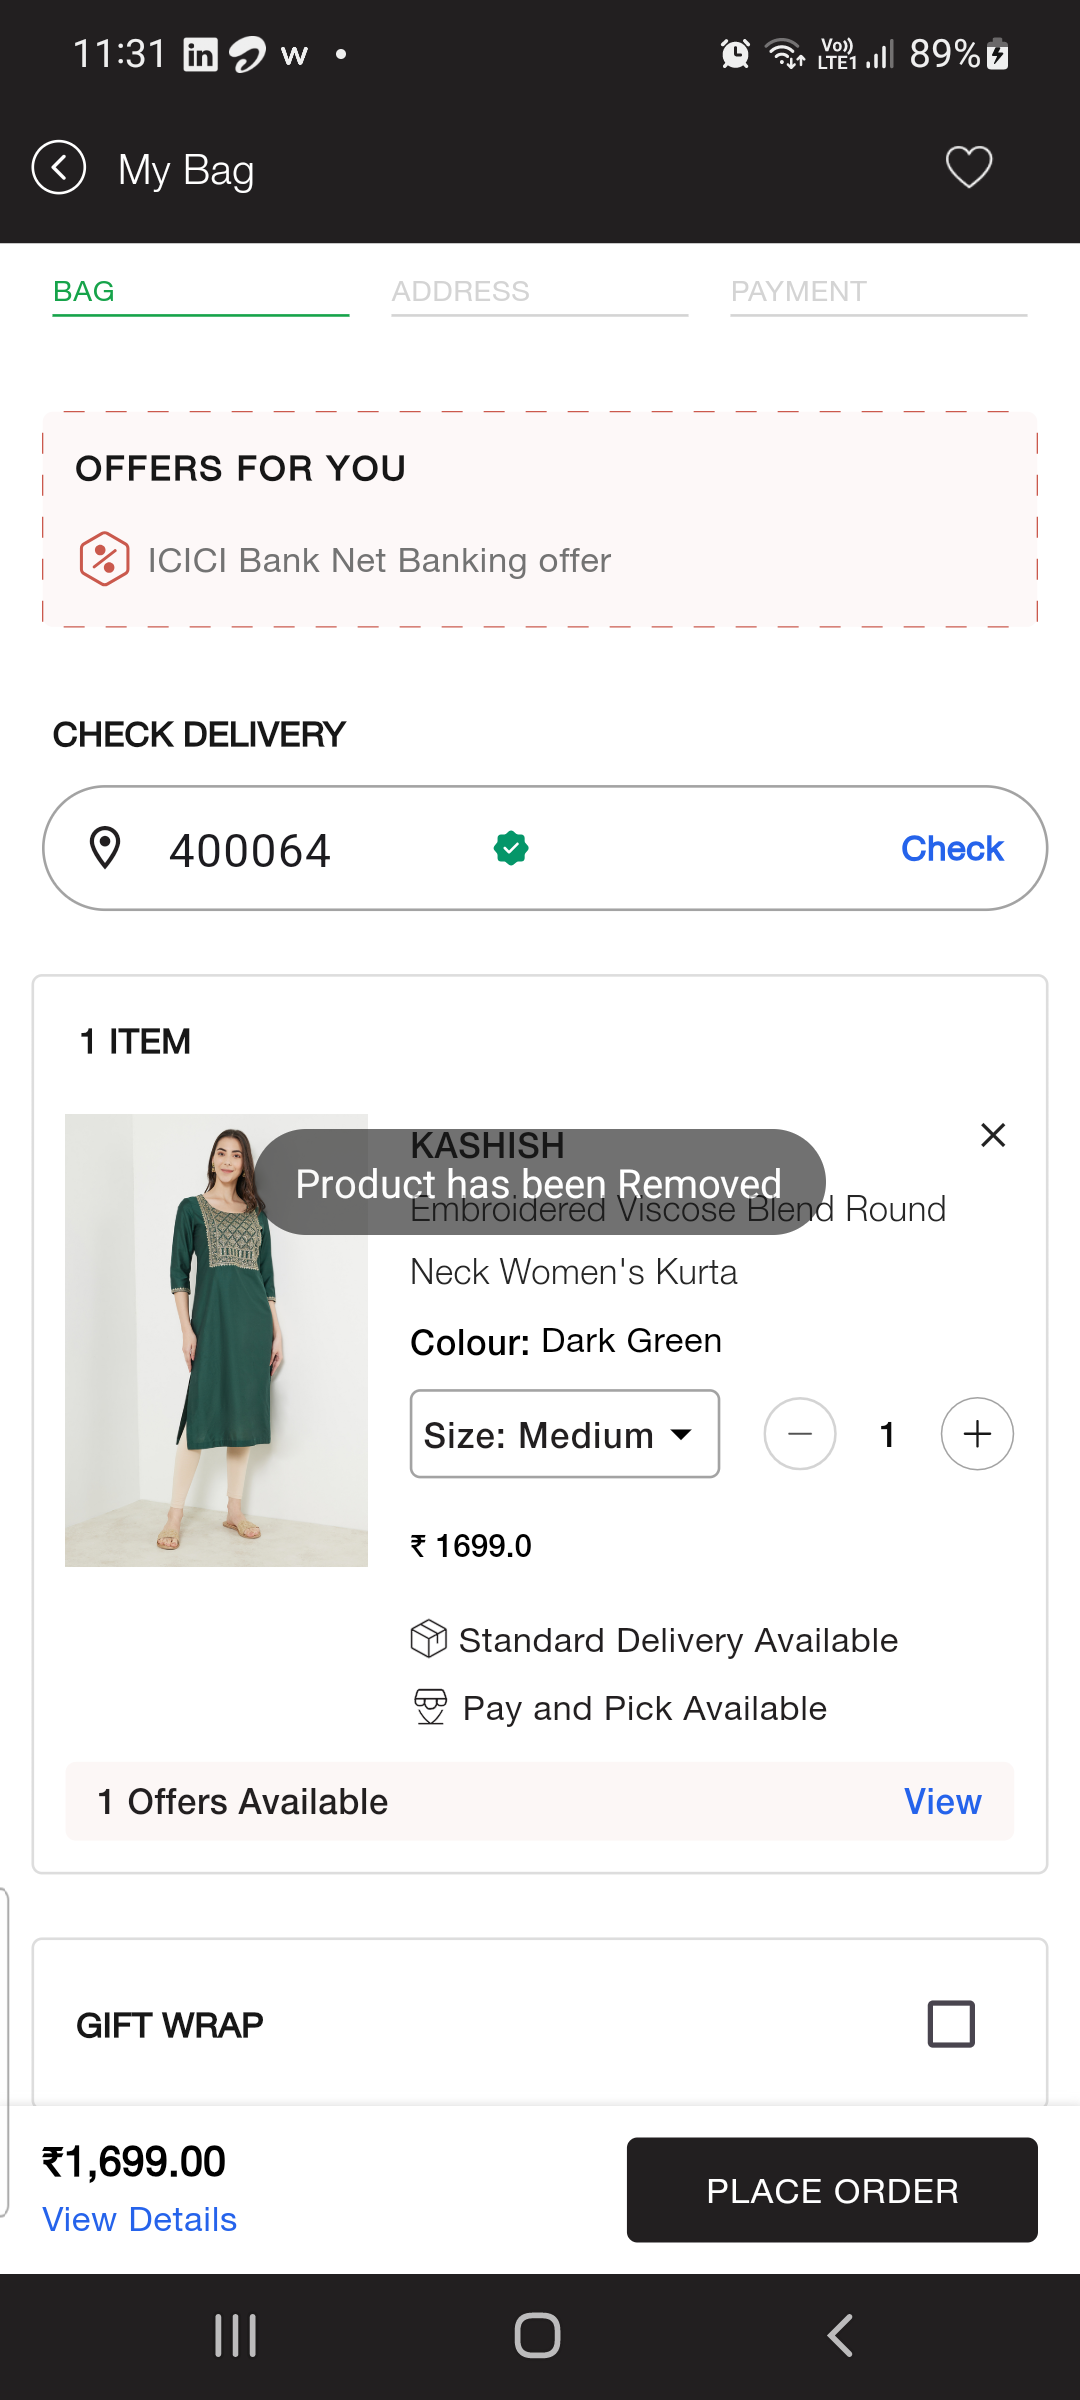 11:31 in w
Vo)) LTE1 89%
My Bag
BAG ADDRESS PAYMENT
OFFERS FOR YOU
ICICI Bank Net Banking offer
CHECK DELIVERY
400064 Check
1 ITEM
KASHISH
Product has been Removed
Embroidered Viscose Blend Round
Neck Women's Kurta
Colour: Dark Green
Size: Medium 1
₹ 1699.0
Standard Delivery Available
Pay and Pick Available
1 Offers Available View
GIFT WRAP
₹1,699.00
View Details
PLACE ORDER